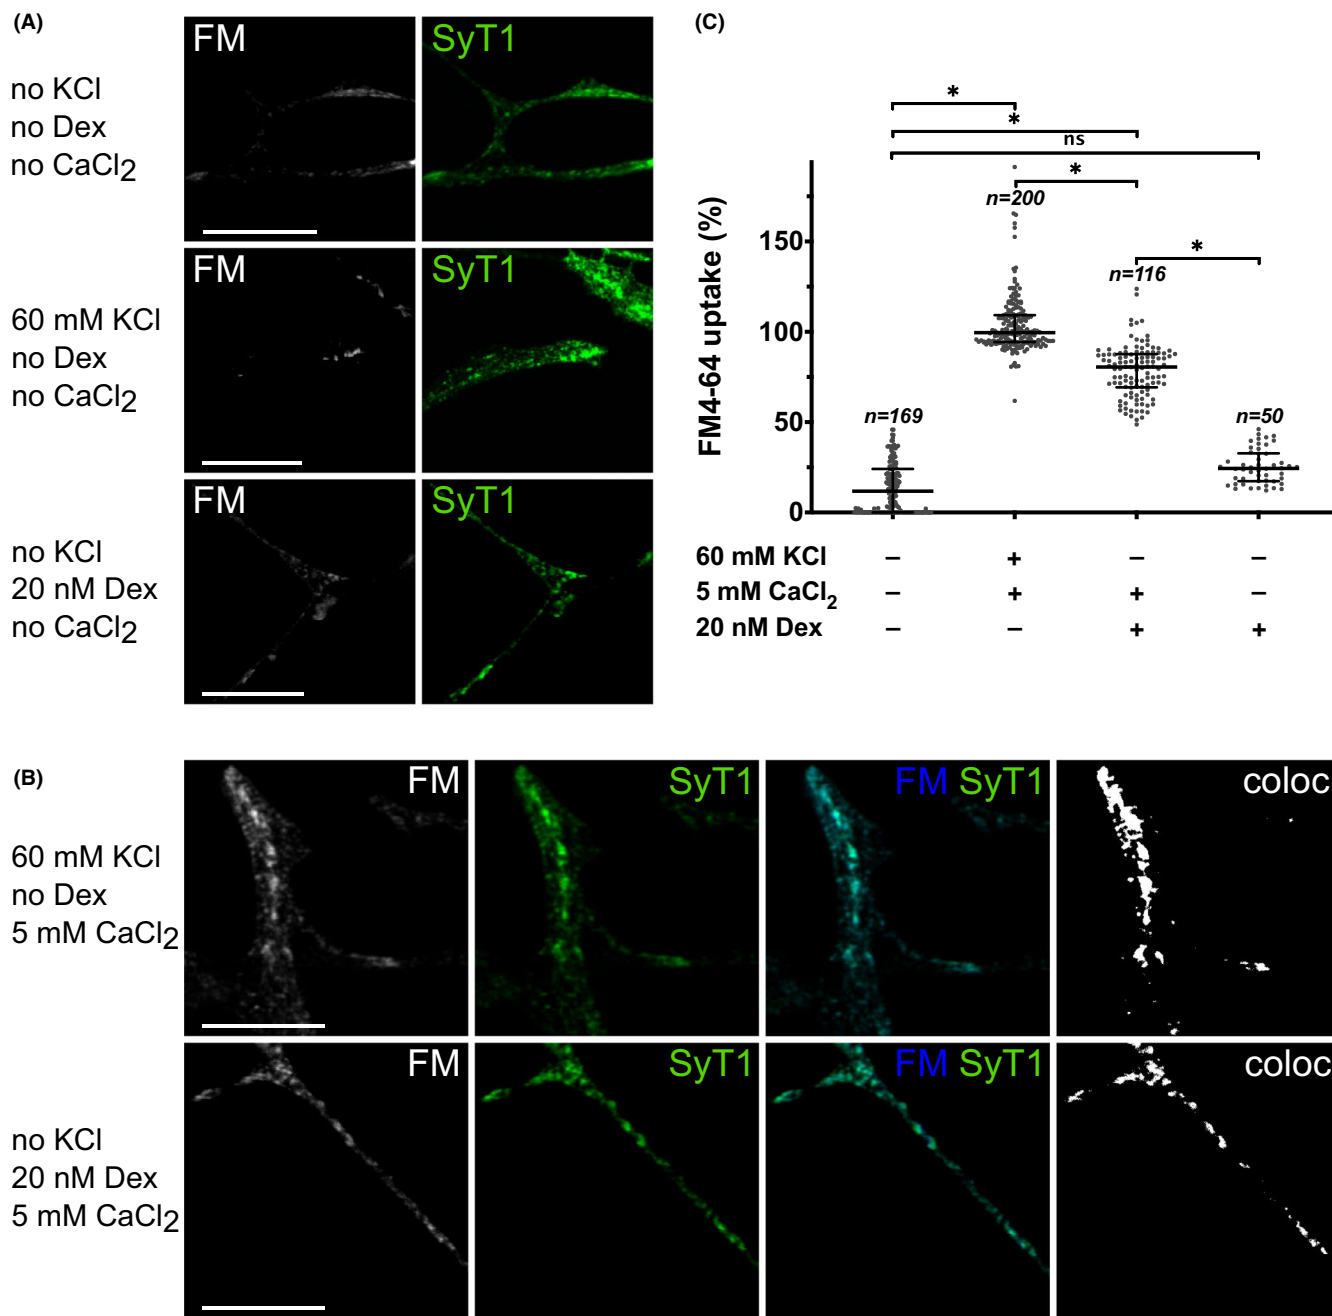 (A)
FM SyT1
no KCl
no Dex
no CaCl2
FM SyT1
60 mM KCl
no Dex
no CaCl2
FM SyT1
no KCl
20 nM Dex
no CaCl2
(C)
*
*
ns
*
*
n=200
n=116
n=169
n=50
FM4-64 uptake (%)
150
100
50
0
60 mM KCl – + – –
5 mM CaCl2 – + + –
20 nM Dex – – + +
(B)
FM SyT1 FM SyT1 coloc
60 mM KCl
no Dex
5 mM CaCl2
FM SyT1 FM SyT1 coloc
no KCl
20 nM Dex
5 mM CaCl2